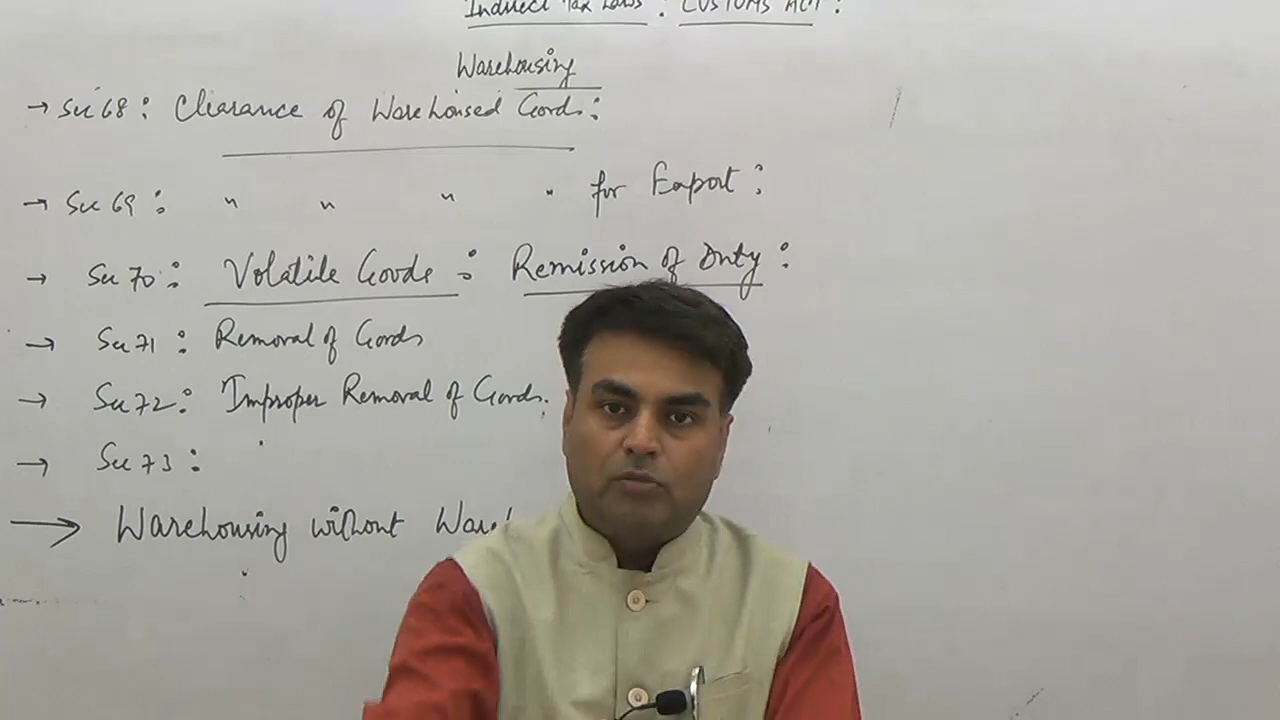 Indirect Tax Laws : CUSTOMS ACT :
Warehousing
→ Sec 68 : Clearance of Warehoused Goods :
→ Sec 69 : " " " " for Export :
→ Sec 70 : Volatile Goods : Remission of Duty :
→ Sec 71 : Removal of Goods
→ Sec 72 : Improper Removal of Goods.
→ Sec 73 :
→ Warehousing without